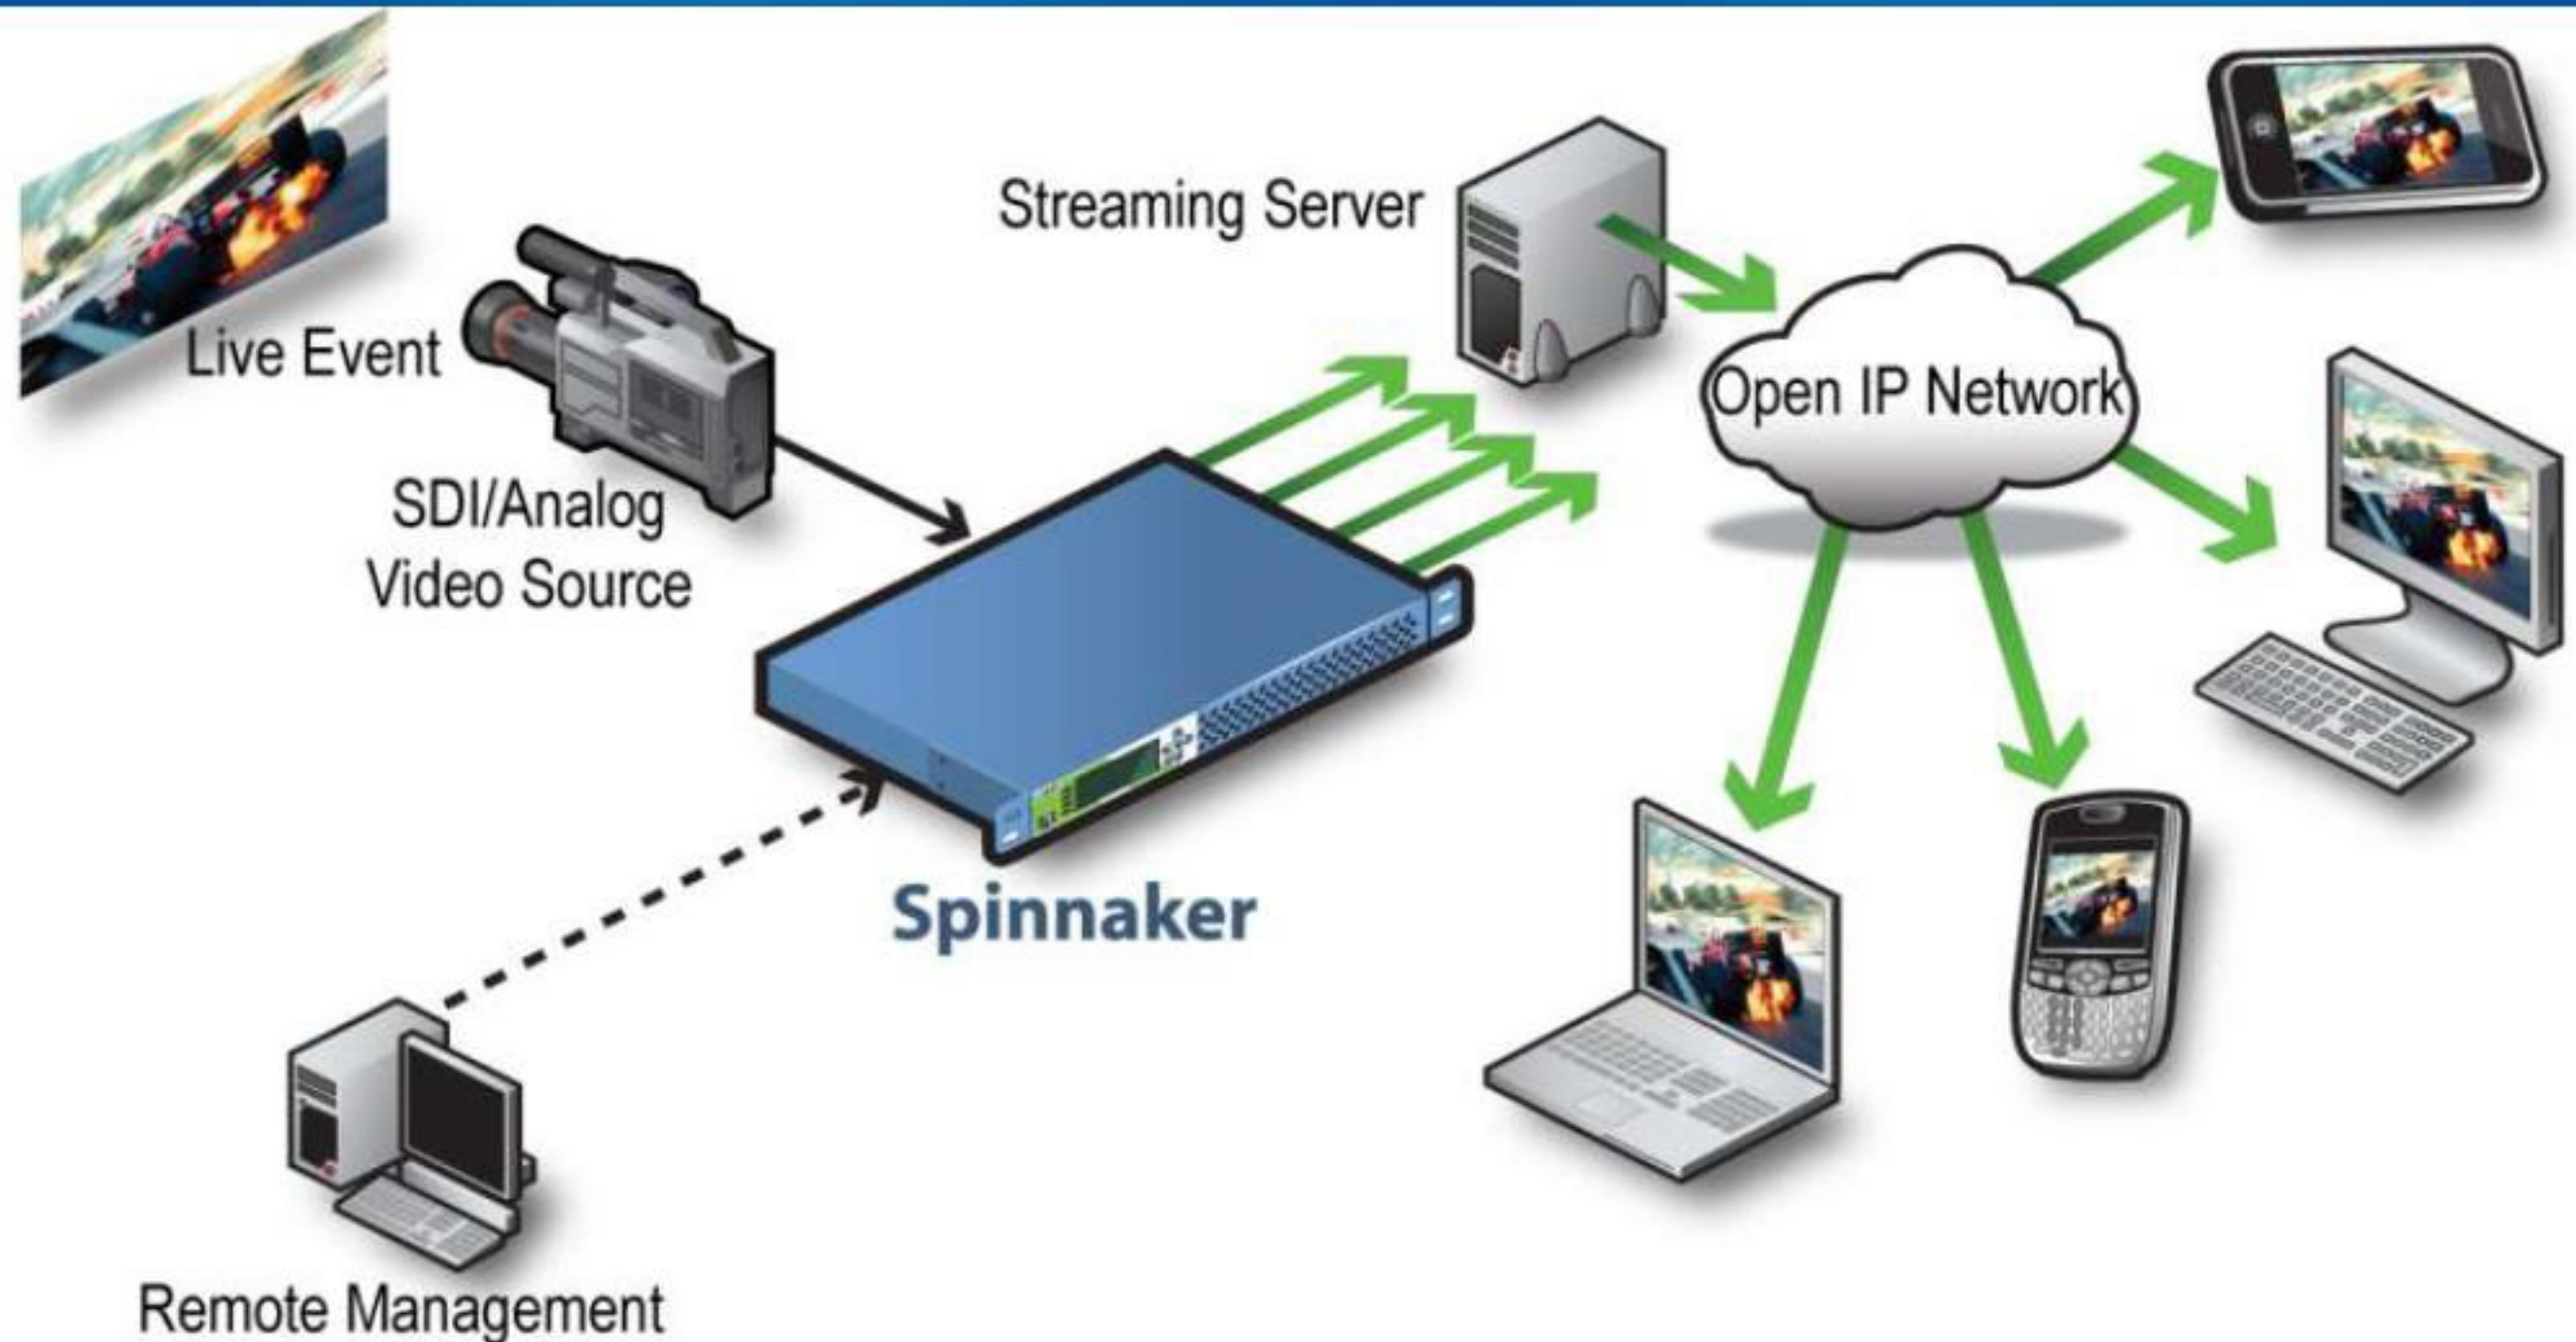 Streaming Server
Live Event
Open IP Network
SDI/Analog
Video Source
Spinnaker
Remote Management